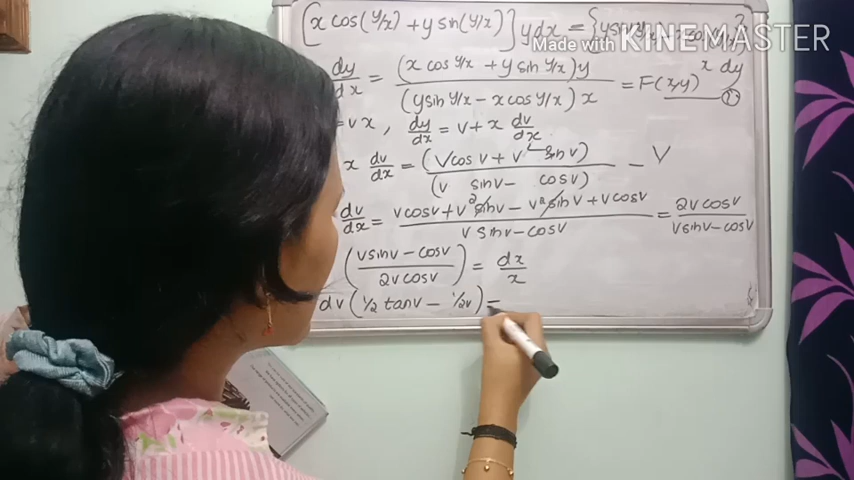 [x cos(y/x) + y sin(y/x)] y dx = {y sin y/x - x cos y/x}
Made with KINEMASTER
x dy
dy/dx = (x cos y/x + y sin y/x) y / (y sin y/x - x cos y/x) x = F(x,y)
= vx , dy/dx = v + x dv/dx
x dv/dx = (v cos v + v² sin v) / (v sin v - cos v) - v
dv/dx = v cos v + v² sin v - v² sin v + v cos v / v sin v - cos v = 2v cos v / v sin v - cos v
(v sin v - cos v / 2v cos v) = dx/x
dv (1/2 tan v - 1/2v) =